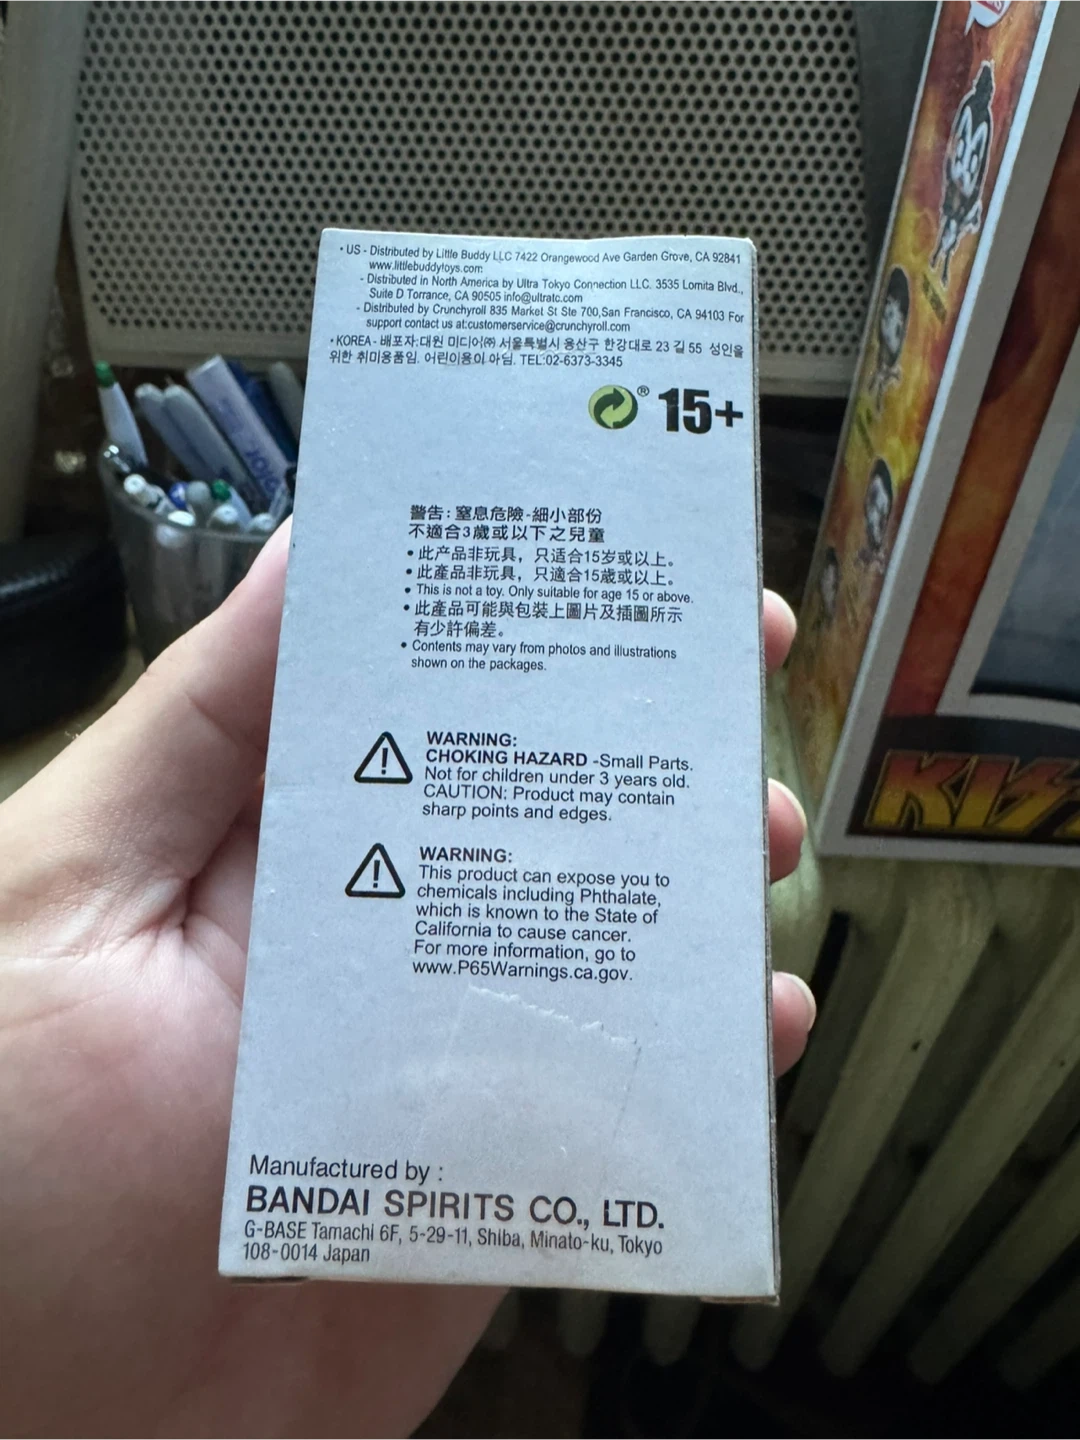 • US - Distributed by Little Buddy LLC 7422 Orangewood Ave Garden Grove, CA 92841
www.littlebuddytoys.com
- Distributed in North America by Ultra Tokyo Connection LLC. 3535 Lomita Blvd.,
Suite D Torrance, CA 90505 info@ultratc.com
- Distributed by Crunchyroll 835 Market St Ste 700,San Francisco, CA 94103 For
support contact us at:customerservice@crunchyroll.com
• KOREA - 배포자:대원 미디어㈜ 서울특별시 용산구 한강대로 23 길 55 성인을
위한 취미용품임. 어린이용이 아님. TEL:02-6373-3345
® 15+
警告: 窒息危險-細小部份
不適合3歲或以下之兒童
• 此产品非玩具，只适合15岁或以上。
• 此產品非玩具，只適合15歲或以上。
• This is not a toy. Only suitable for age 15 or above.
• 此產品可能與包裝上圖片及插圖所示
有少許偏差。
• Contents may vary from photos and illustrations
shown on the packages.
WARNING:
CHOKING HAZARD -Small Parts.
Not for children under 3 years old.
CAUTION: Product may contain
sharp points and edges.
WARNING:
This product can expose you to
chemicals including Phthalate,
which is known to the State of
California to cause cancer.
For more information, go to
www.P65Warnings.ca.gov.
Manufactured by :
BANDAI SPIRITS CO., LTD.
G-BASE Tamachi 6F, 5-29-11, Shiba, Minato-ku, Tokyo
108-0014 Japan
KISS